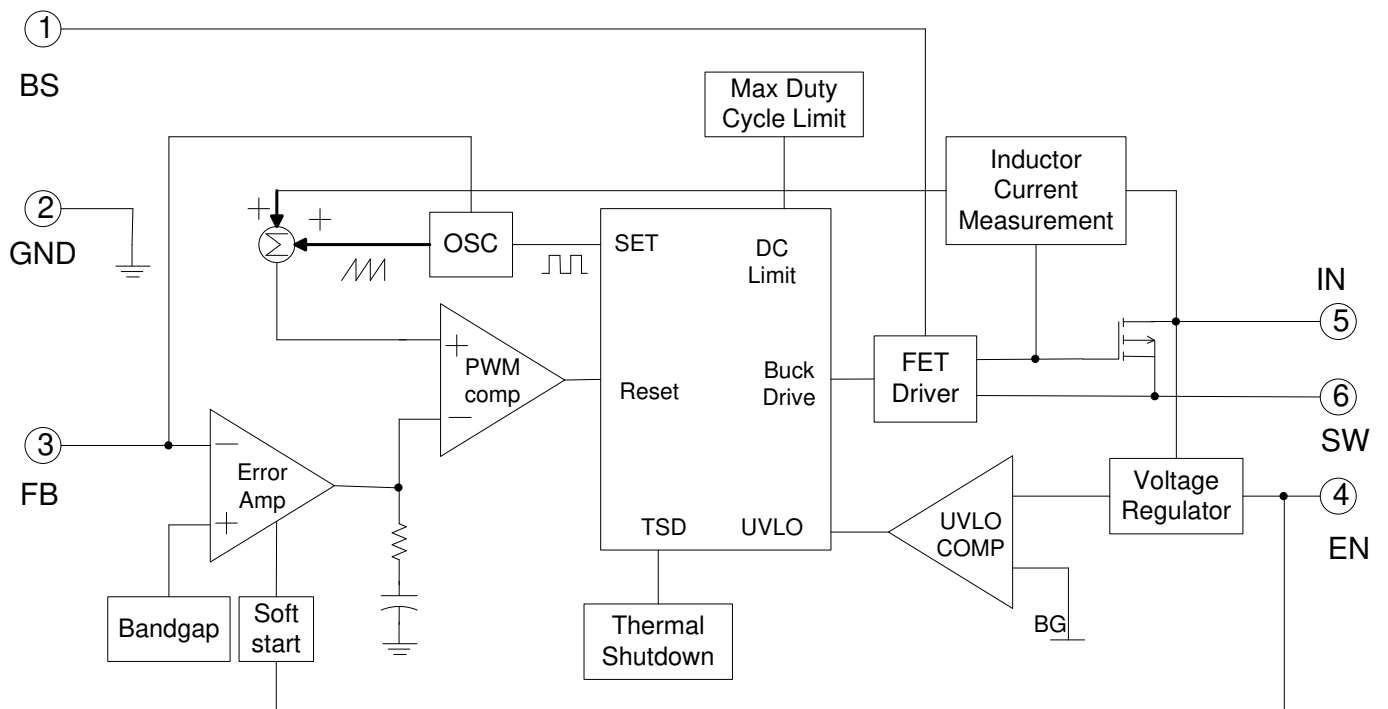 1
BS
Max Duty
Cycle Limit
Inductor
Current
Measurement
2
GND
+
+
Σ
OSC
SET
DC
Limit
IN
5
+
PWM
comp
−
Reset
Buck
Drive
FET
Driver
6
SW
3
FB
−
Error
Amp
+
Voltage
Regulator
4
EN
TSD
UVLO
UVLO
COMP
BG
Bandgap
Soft
start
Thermal
Shutdown